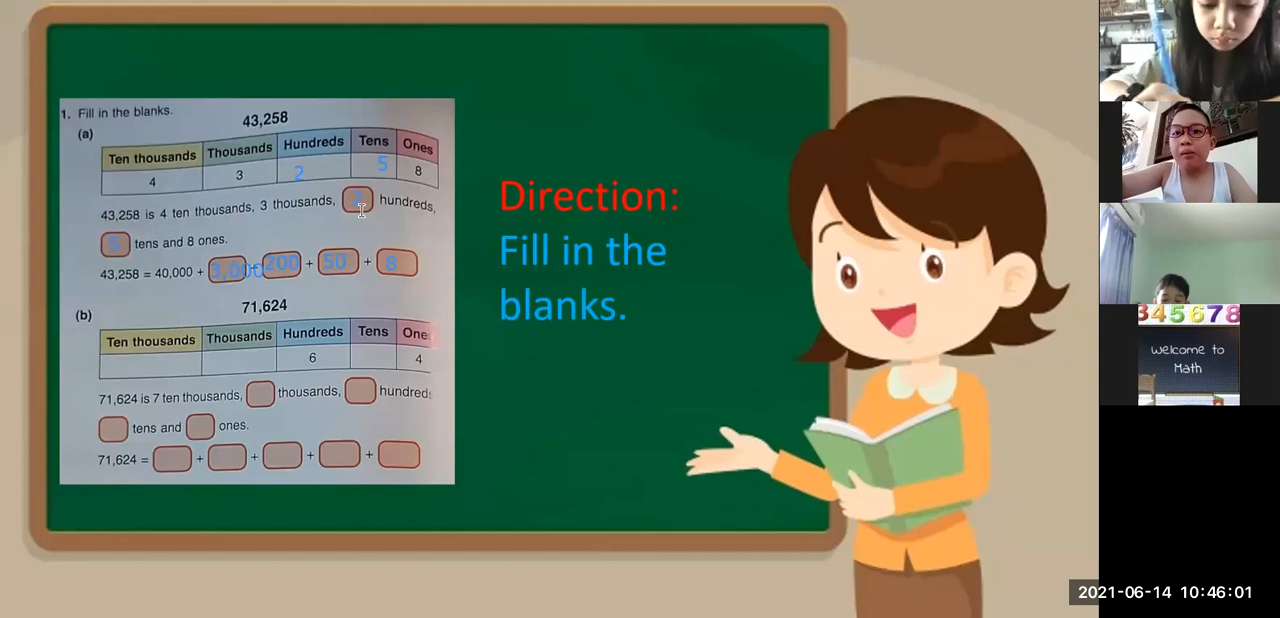 1. Fill in the blanks.
(a) 43,258
Ten thousands Thousands Hundreds Tens Ones
4 3 2 5 8
43,258 is 4 ten thousands, 3 thousands, 2 hundreds,
5 tens and 8 ones.
43,258 = 40,000 + 3,000 + 200 + 50 + 8
(b) 71,624
Ten thousands Thousands Hundreds Tens One
6 4
71,624 is 7 ten thousands, thousands, hundred
tens and ones.
71,624 = + + + +
Direction:
Fill in the
blanks.
345678
Welcome to
Math
2021-06-14 10:46:01